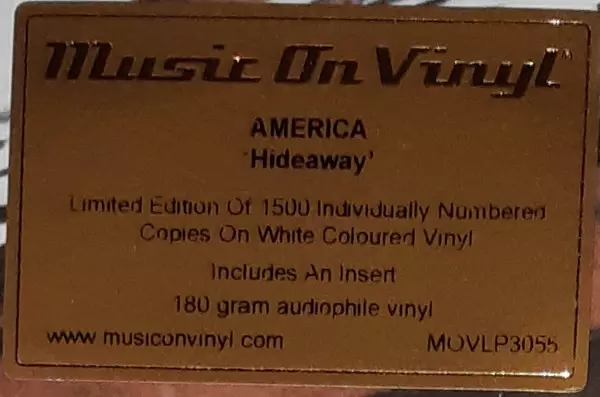 Music On Vinyl™
AMERICA
'Hideaway'
Limited Edition Of 1500 Individually Numbered
Copies On White Coloured Vinyl
Includes An Insert
180 gram audiophile vinyl
www musiconvinyl com MOVLP3055